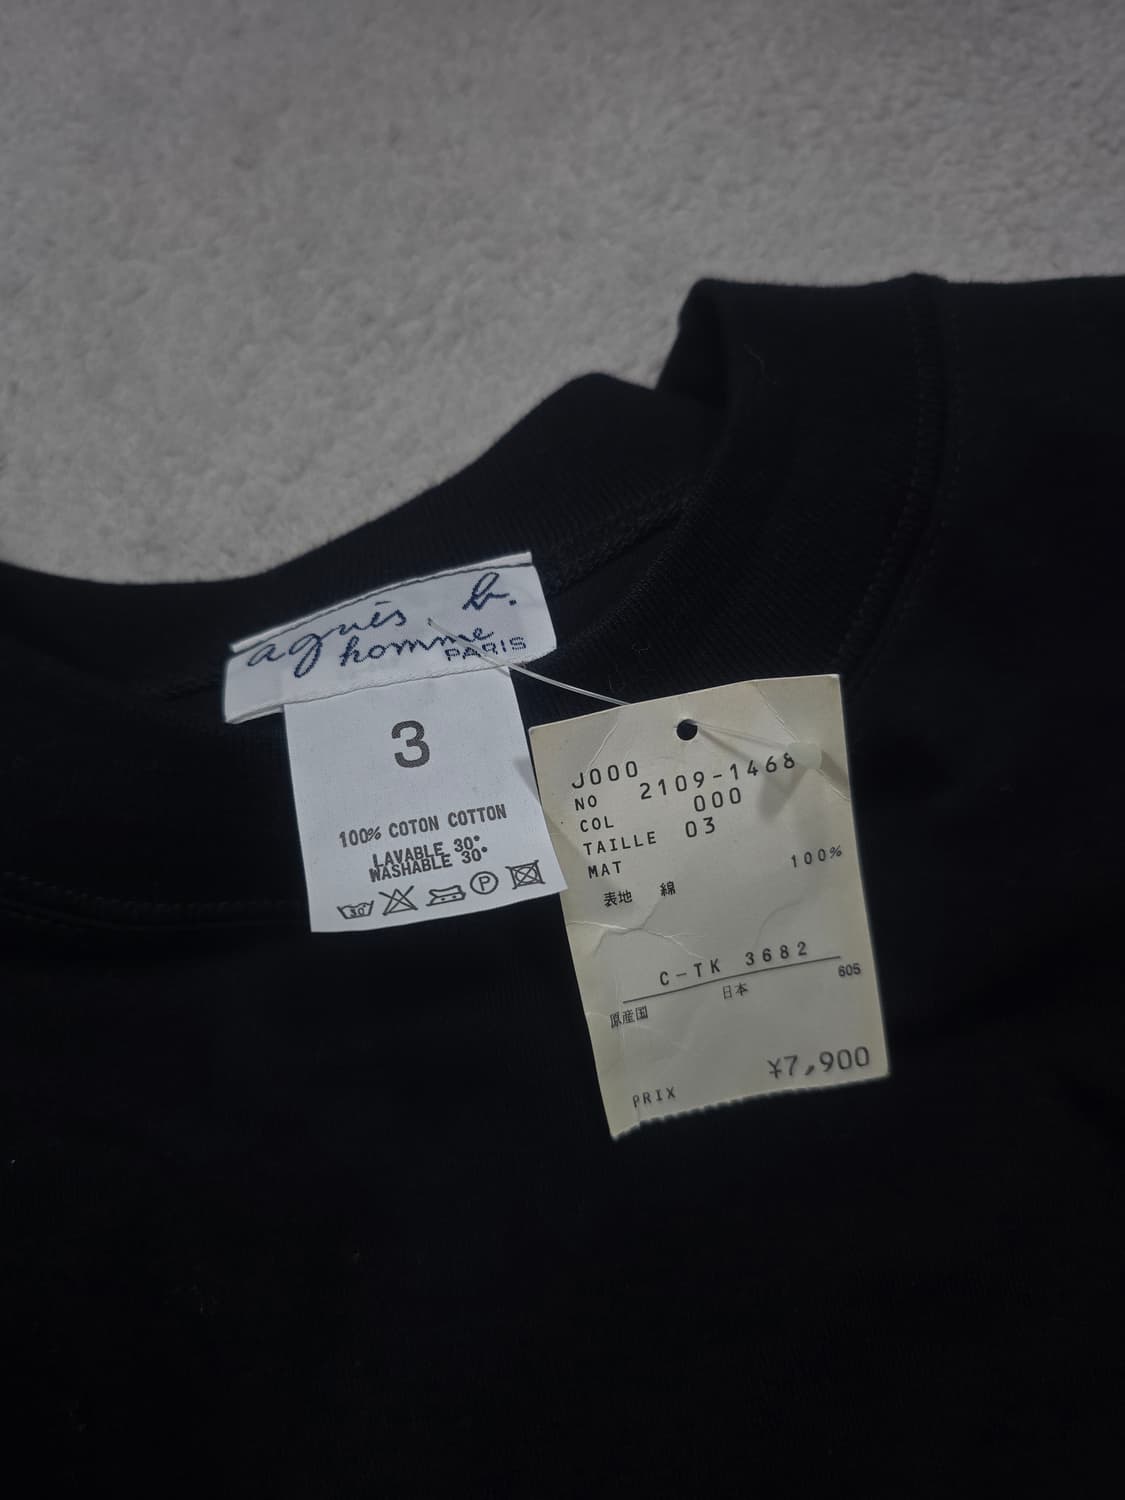 agnès b.
homme
PARIS
3
100% COTON COTTON
LAVABLE 30°
WASHABLE 30°
30°
P
J000
NO 2109-1468
COL 000
TAILLE 03
MAT 100%
表地 綿
C-TK 3682
605
原産国 日本
¥7,900
PRIX